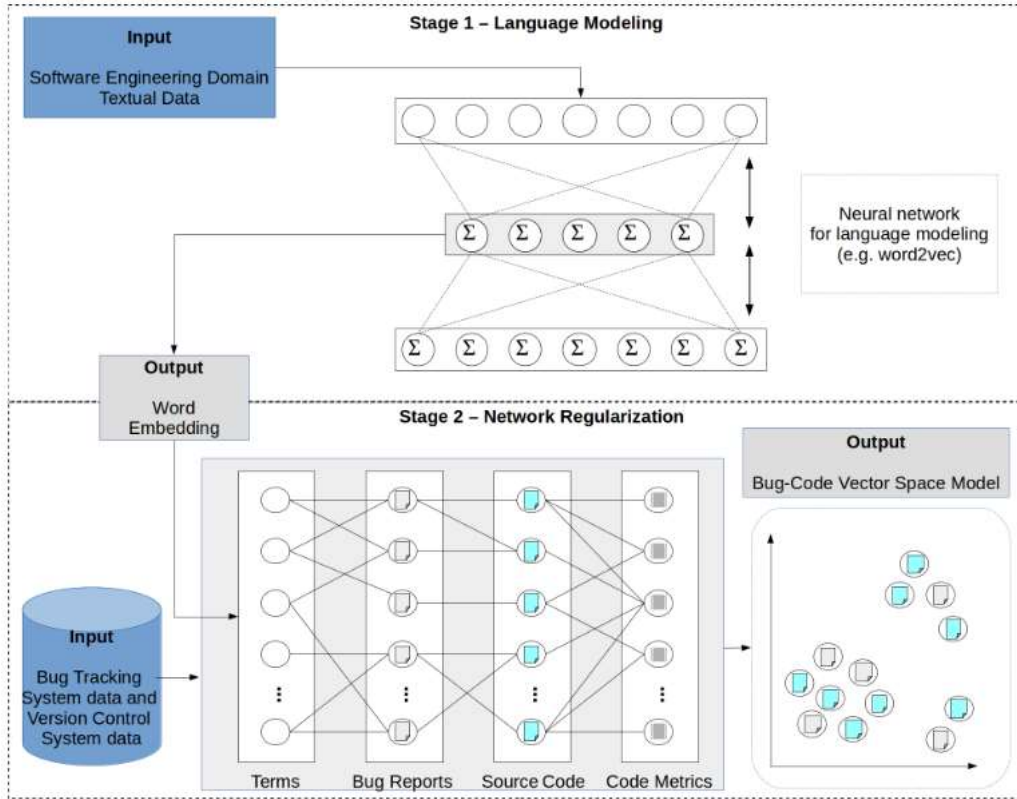 Stage 1 – Language Modeling
Input
Software Engineering Domain
Textual Data
Neural network
for language modeling
(e.g. word2vec)
Σ Σ Σ Σ Σ
Σ Σ Σ Σ Σ Σ Σ
Output
Word
Embedding
Stage 2 – Network Regularization
Output
Bug-Code Vector Space Model
Input
Bug Tracking
System data and
Version Control
System data
... ... ... ...
Terms
Bug Reports
Source Code
Code Metrics